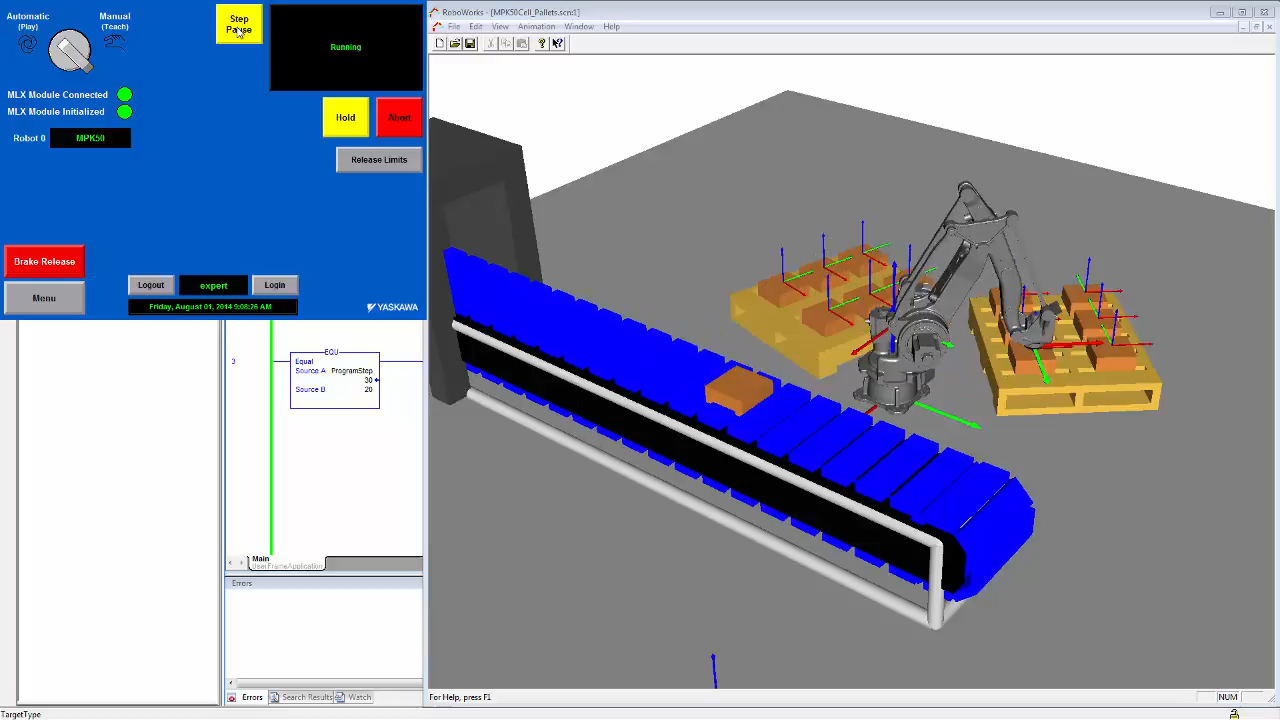 Automatic
(Play)
Manual
(Teach)
Step
Pause
Running
MLX Module Connected
MLX Module Initialized
Robot 0 MPK50
Hold
Abort
Release Limits
Brake Release
Menu
Logout
expert
Login
Friday, August 01, 2014 9:08:26 AM
YASKAWA
RoboWorks - [MPK50Cell_Pallets.scn:1]
File Edit View Animation Window Help
3
EQU
Equal
Source A ProgramStep
30
Source B 20
Main
UserFrameApplication
Errors
Errors Search Results Watch
TargetType
For Help, press F1
NUM